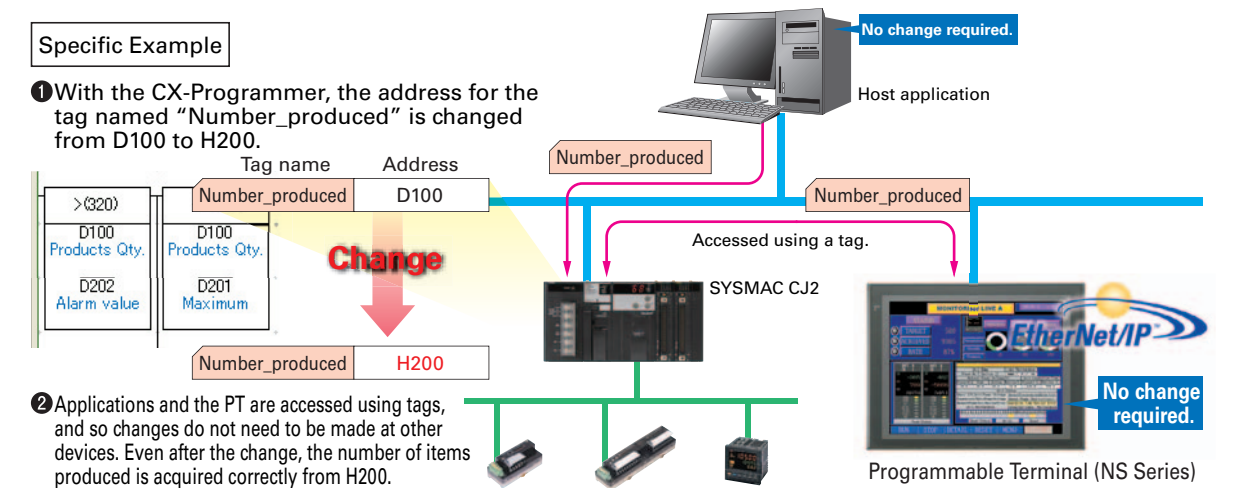 Specific Example
❶With the CX-Programmer, the address for the
tag named “Number_produced” is changed
from D100 to H200.
Tag name Address
Number_produced D100
>(320)
D100
Products Qty.
D202
Alarm value
D100
Products Qty.
D201
Maximum
Change
Number_produced H200
❷Applications and the PT are accessed using tags,
and so changes do not need to be made at other
devices. Even after the change, the number of items
produced is acquired correctly from H200.
No change required.
Host application
Number_produced
Number_produced
Accessed using a tag.
SYSMAC CJ2
MONITORING LIVE A
EtherNet/IP
No change
required.
Programmable Terminal (NS Series)